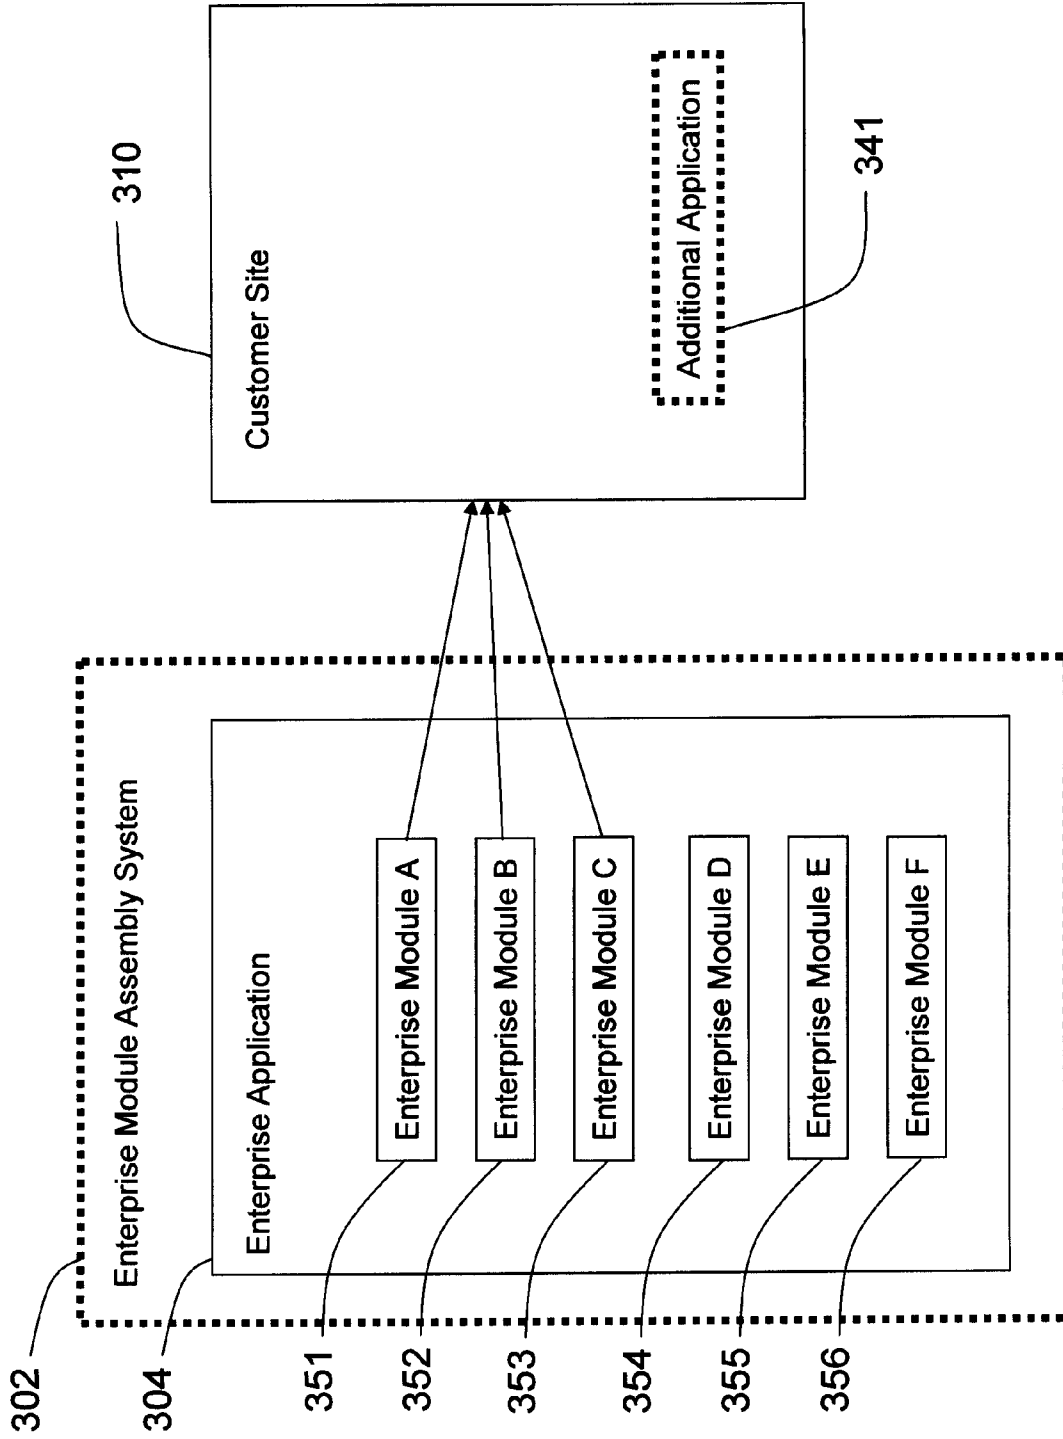 302
Enterprise Module Assembly System
304
Enterprise Application
351
Enterprise Module A
352
Enterprise Module B
353
Enterprise Module C
354
Enterprise Module D
355
Enterprise Module E
356
Enterprise Module F
310
Customer Site
Additional Application
341